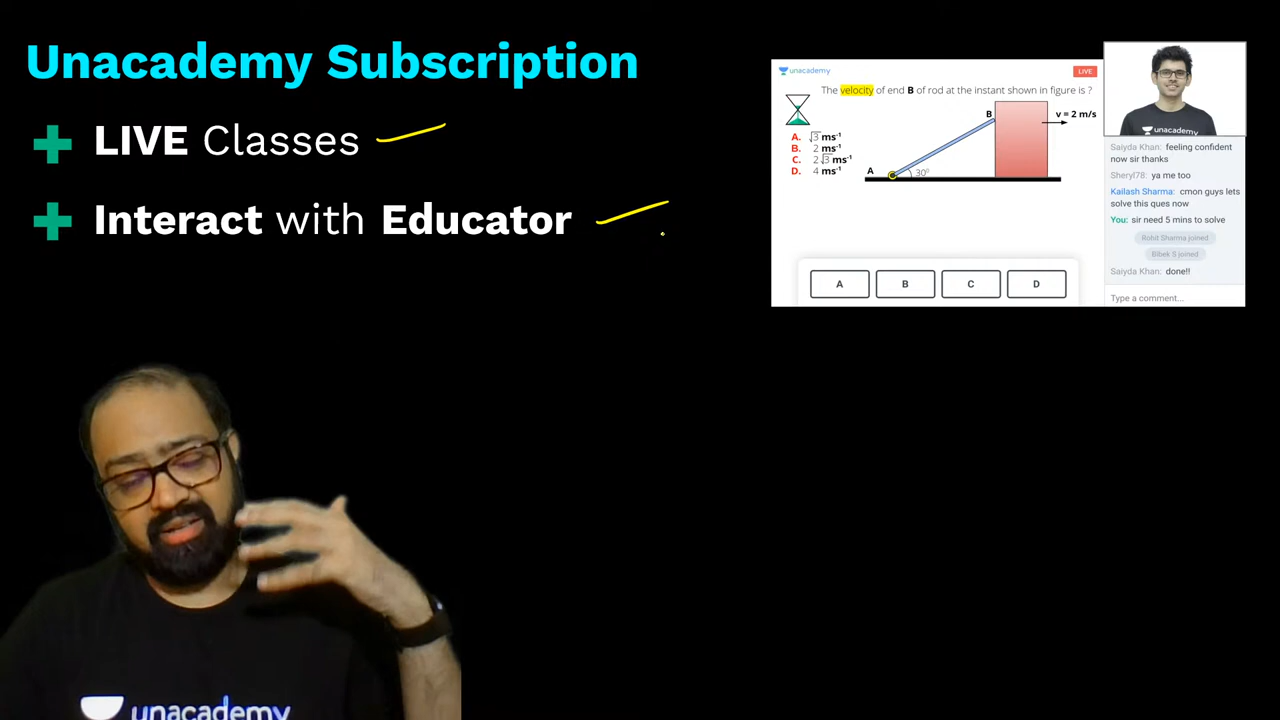 Unacademy Subscription
LIVE Classes
Interact with Educator
unacademy
LIVE
The velocity of end B of rod at the instant shown in figure is ?
A. √3 ms⁻¹
B. 2 ms⁻¹
C. 2√3 ms⁻¹
D. 4 ms⁻¹
B
v = 2 m/s
A
30⁰
A B C D
unacademy
Saiyda Khan: feeling confident
now sir thanks
Sheryl78: ya me too
Kailash Sharma: cmon guys lets
solve this ques now
You: sir need 5 mins to solve
Rohit Sharma joined
Bibek S joined
Saiyda Khan: done!!
Type a comment...
unacademy